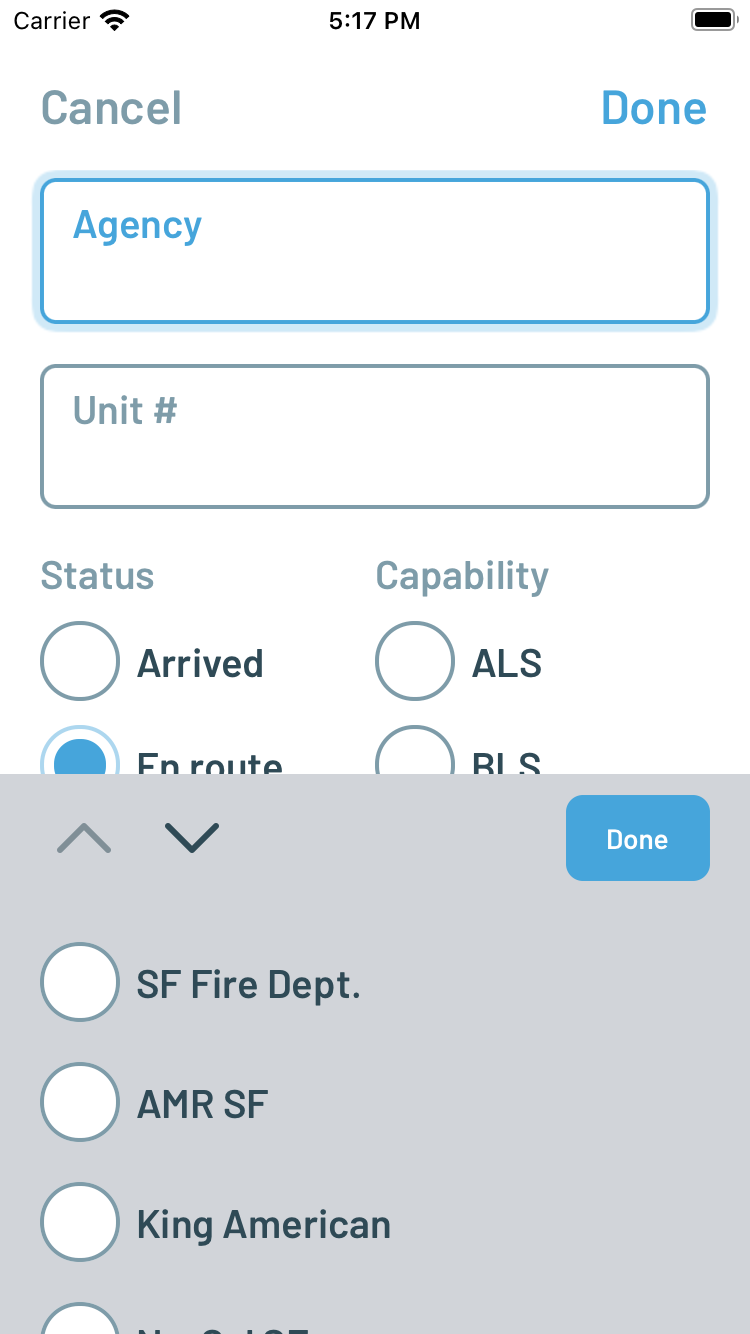 Carrier 5:17 PM
Cancel Done
Agency
Unit #
Status Capability
Arrived ALS
En route BLS
Done
SF Fire Dept.
AMR SF
King American